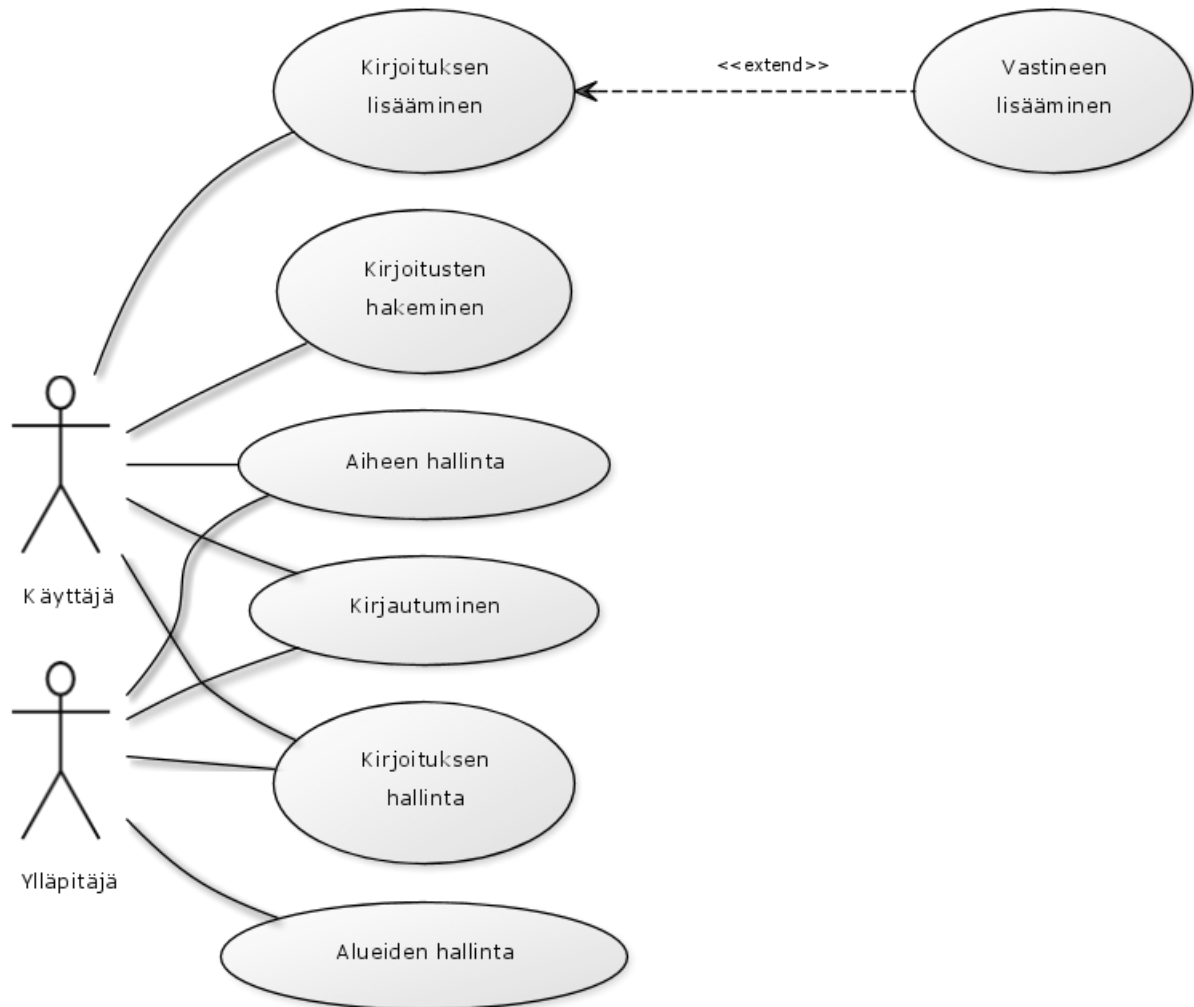 Kirjoituksen
lisääminen
<<extend>>
Vastineen
lisääminen
Kirjoitusten
hakeminen
Aiheen hallinta
Käyttäjä
Kirjautuminen
Kirjoituksen
hallinta
Ylläpitäjä
Alueiden hallinta